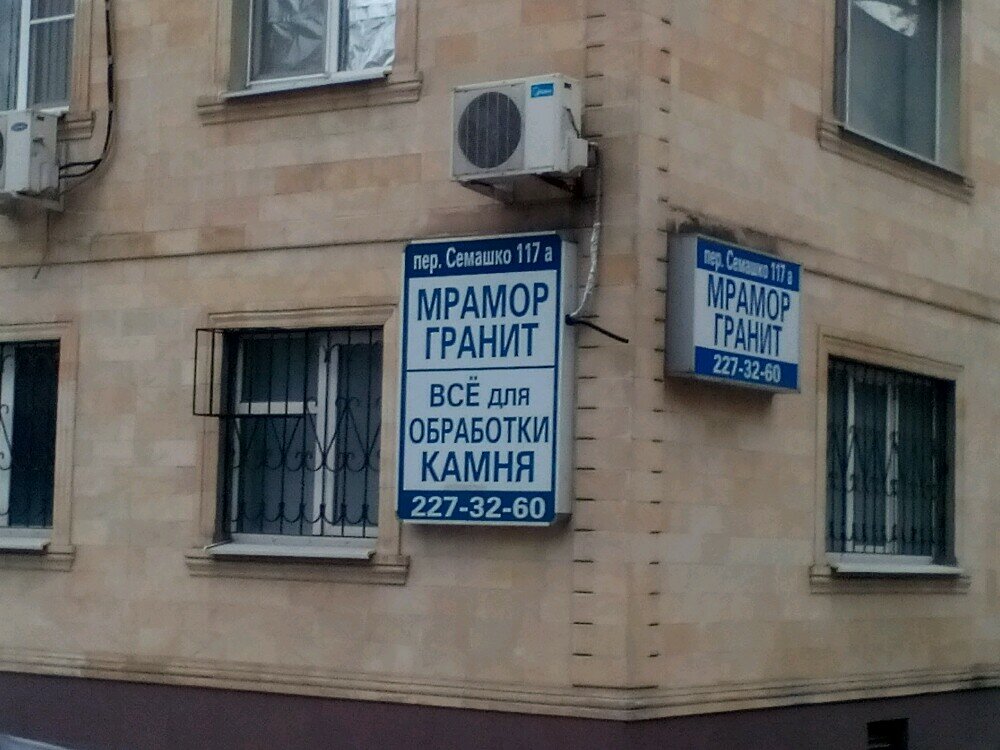 пер. Семашко 117 а
МРАМОР
ГРАНИТ
ВСЁ для
ОБРАБОТКИ
КАМНЯ
227-32-60
пер. Семашко 117 а
МРАМОР
ГРАНИТ
227-32-60